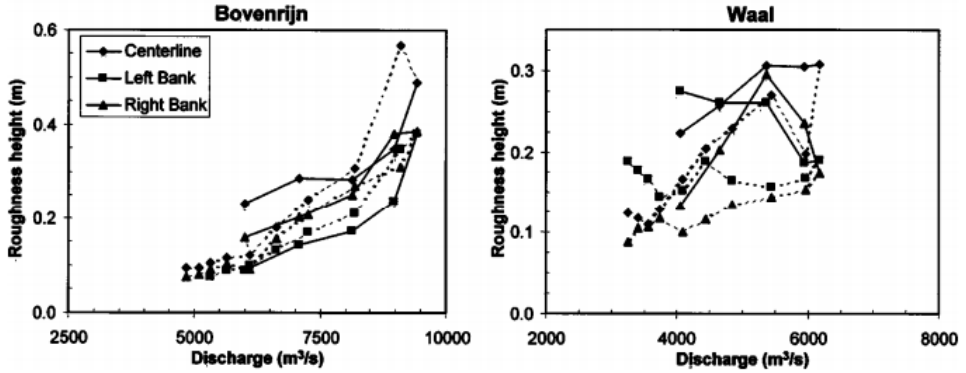 Bovenrijn
Waal
0.6
0.4
0.2
0.0
Roughness height (m)
Centerline
Left Bank
Right Bank
2500
5000
7500
10000
Discharge (m³/s)
0.3
0.2
0.1
0.0
Roughness height (m)
2000
4000
6000
8000
Discharge (m³/s)